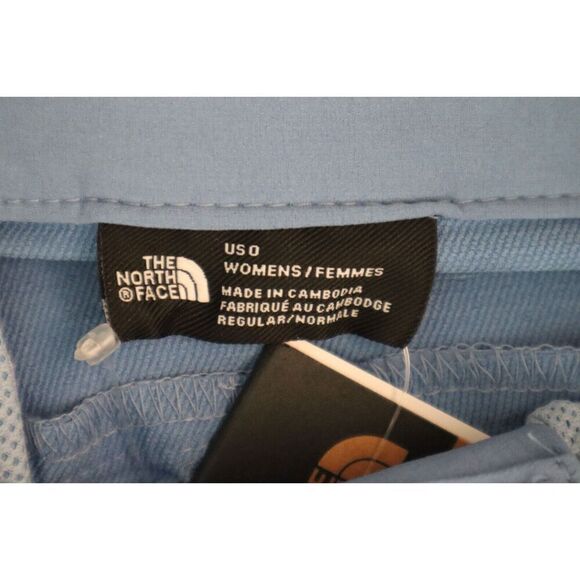 THE
NORTH
® FACE
US 0
WOMENS / FEMMES
MADE IN CAMBODIA
FABRIQUÉ AU CAMBODGE
REGULAR/NORMALE